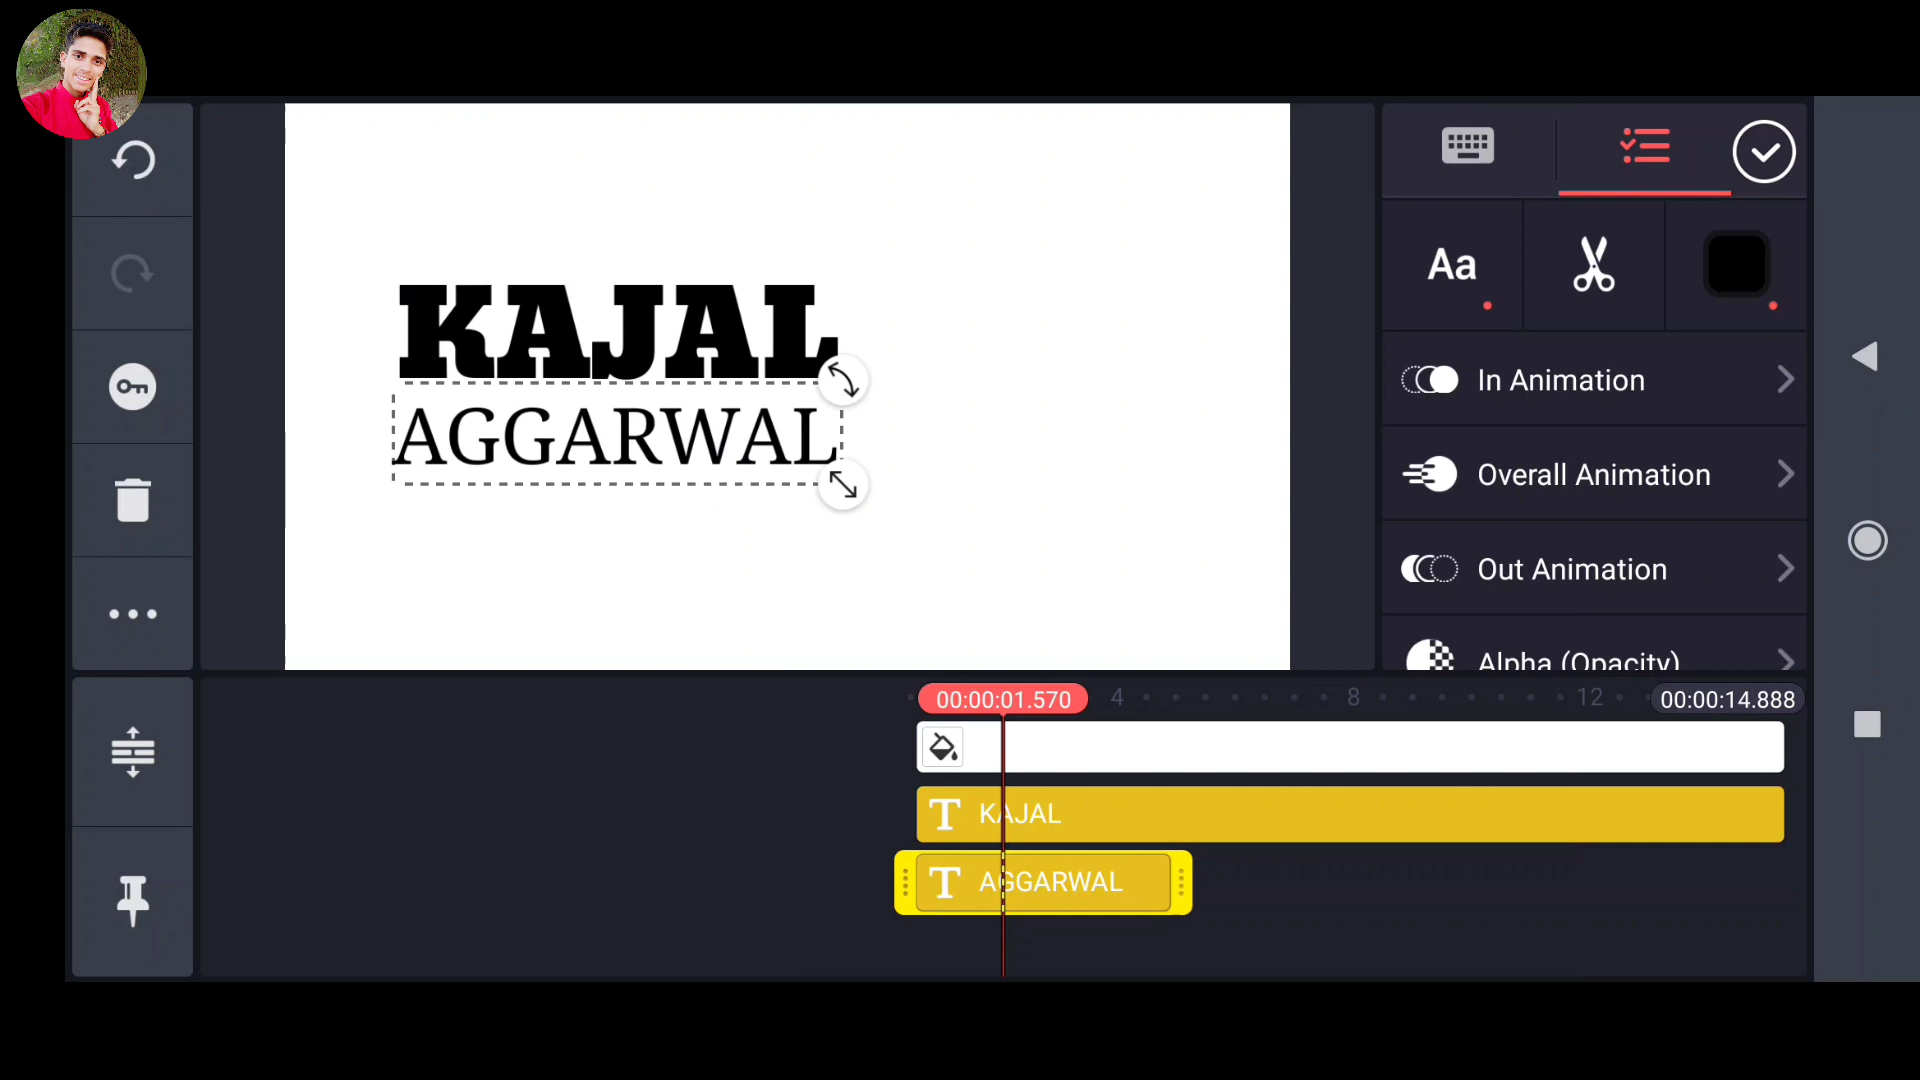 KAJAL
AGGARWAL
Aa
In Animation
Overall Animation
Out Animation
Alpha (Opacity)
00:00:01.570
4
8
12
00:00:14.888
T KAJAL
T AGGARWAL